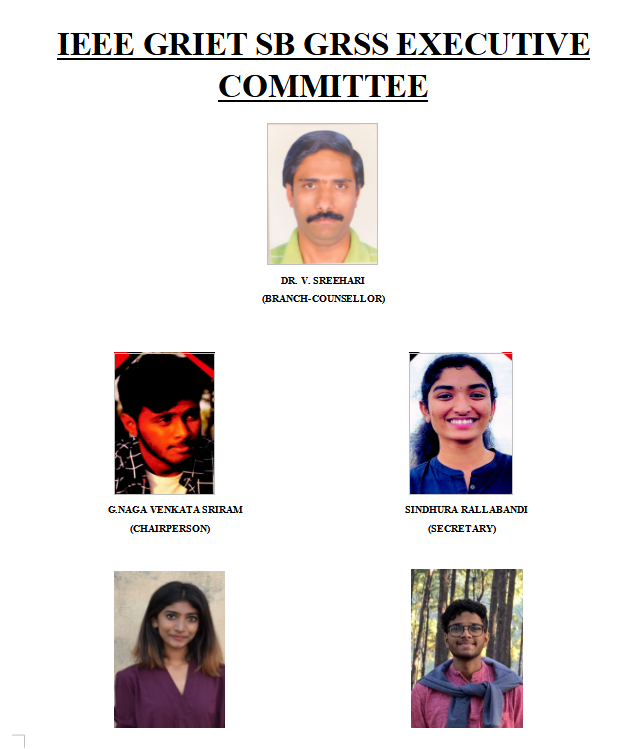 IEEE GRIET SB GRSS EXECUTIVE
COMMITTEE
DR. V. SREEHARI
(BRANCH-COUNSELLOR)
G.NAGA VENKATA SRIRAM
(CHAIRPERSON)
SINDHURA RALLABANDI
(SECRETARY)